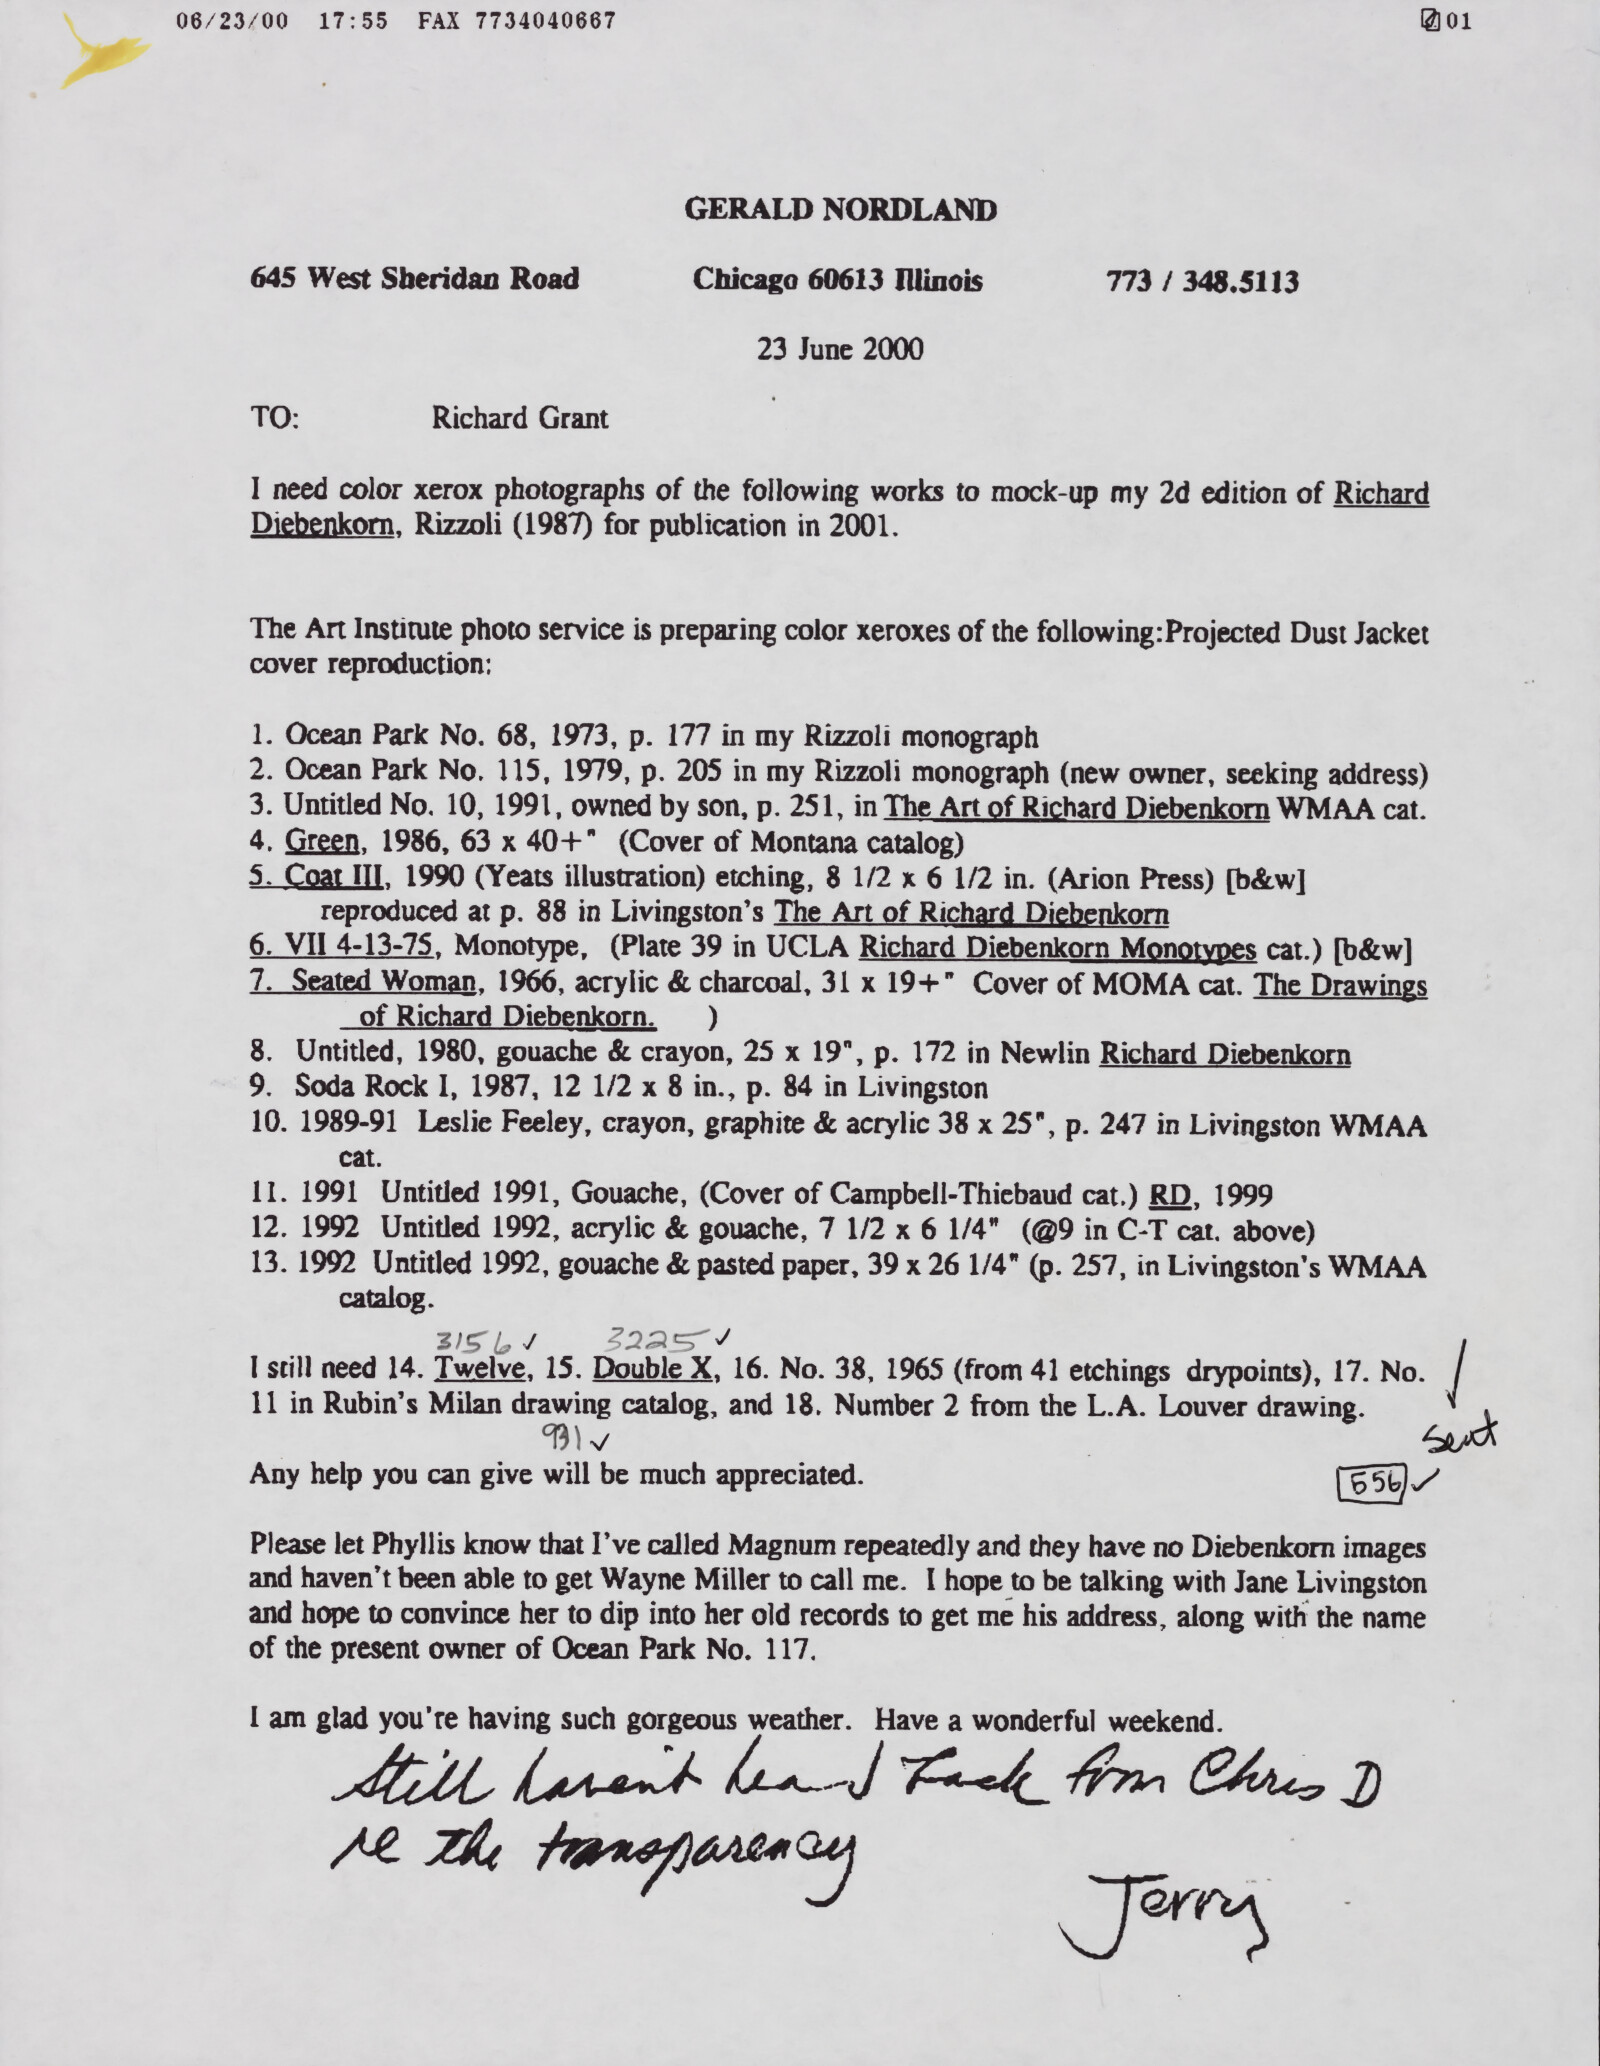 06/23/00 17:55 FAX 7734040667 01
GERALD NORDLAND
645 West Sheridan Road Chicago 60613 Illinois 773 / 348.5113
23 June 2000
TO: Richard Grant
I need color xerox photographs of the following works to mock-up my 2d edition of Richard
Diebenkorn, Rizzoli (1987) for publication in 2001.
The Art Institute photo service is preparing color xeroxes of the following:Projected Dust Jacket
cover reproduction:
1. Ocean Park No. 68, 1973, p. 177 in my Rizzoli monograph
2. Ocean Park No. 115, 1979, p. 205 in my Rizzoli monograph (new owner, seeking address)
3. Untitled No. 10, 1991, owned by son, p. 251, in The Art of Richard Diebenkorn WMAA cat.
4. Green, 1986, 63 x 40+" (Cover of Montana catalog)
5. Coat III, 1990 (Yeats illustration) etching, 8 1/2 x 6 1/2 in. (Arion Press) [b&w]
reproduced at p. 88 in Livingston's The Art of Richard Diebenkorn
6. VII 4-13-75, Monotype, (Plate 39 in UCLA Richard Diebenkorn Monotypes cat.) [b&w]
7. Seated Woman, 1966, acrylic & charcoal, 31 x 19+" Cover of MOMA cat. The Drawings
of Richard Diebenkorn. )
8. Untitled, 1980, gouache & crayon, 25 x 19", p. 172 in Newlin Richard Diebenkorn
9. Soda Rock I, 1987, 12 1/2 x 8 in., p. 84 in Livingston
10. 1989-91 Leslie Feeley, crayon, graphite & acrylic 38 x 25", p. 247 in Livingston WMAA
cat.
11. 1991 Untitled 1991, Gouache, (Cover of Campbell-Thiebaud cat.) RD, 1999
12. 1992 Untitled 1992, acrylic & gouache, 7 1/2 x 6 1/4" (@9 in C-T cat. above)
13. 1992 Untitled 1992, gouache & pasted paper, 39 x 26 1/4" (p. 257, in Livingston's WMAA
catalog.
3156 ✓ 3225 ✓
I still need 14. Twelve, 15. Double X, 16. No. 38, 1965 (from 41 etchings drypoints), 17. No.
11 in Rubin's Milan drawing catalog, and 18. Number 2 from the L.A. Louver drawing.
931 ✓ Sent
Any help you can give will be much appreciated. 556 ✓
Please let Phyllis know that I've called Magnum repeatedly and they have no Diebenkorn images
and haven't been able to get Wayne Miller to call me. I hope to be talking with Jane Livingston
and hope to convince her to dip into her old records to get me his address, along with the name
of the present owner of Ocean Park No. 117.
I am glad you're having such gorgeous weather. Have a wonderful weekend.
Still haven't heard back from Chris D
re the transparency
Jerry